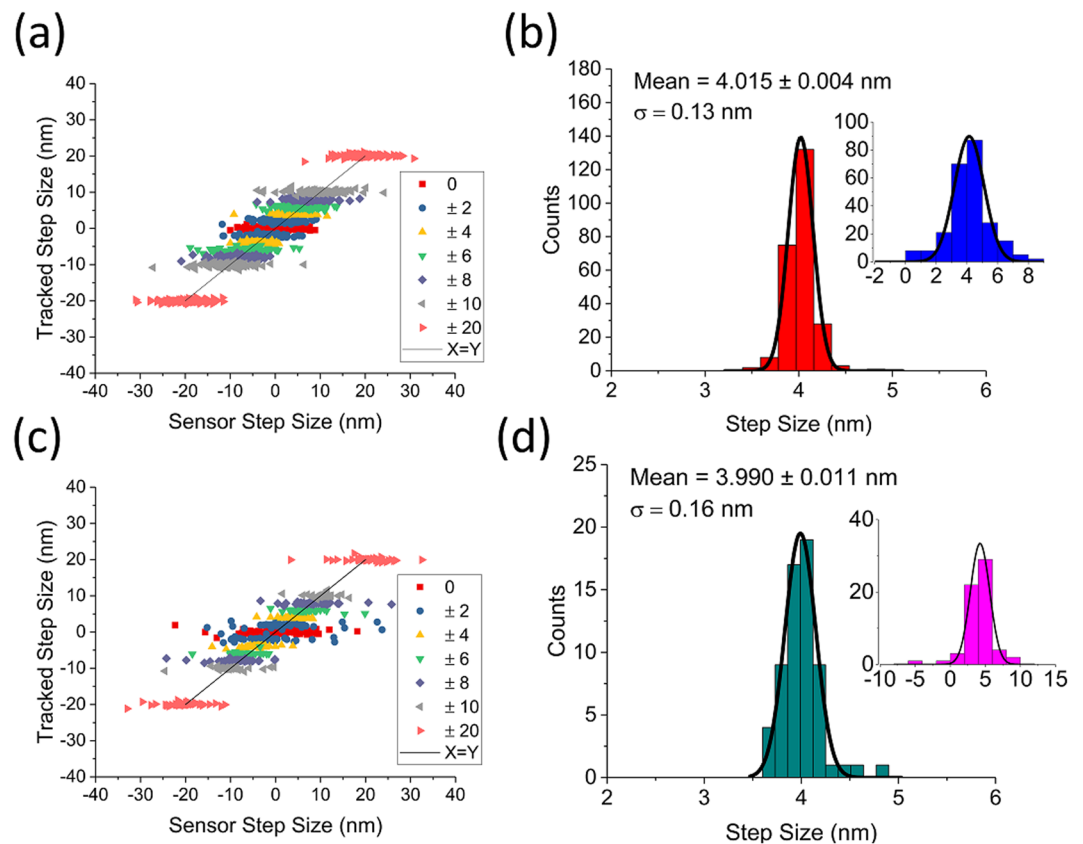 (a)
40
30
20
10
0
-10
-20
-30
-40
Tracked Step Size (nm)
-40 -30 -20 -10 0 10 20 30 40
Sensor Step Size (nm)
0
± 2
± 4
± 6
± 8
± 10
± 20
X=Y
(b)
180
160
140
120
100
80
60
40
20
0
Counts
Mean = 4.015 ± 0.004 nm
σ = 0.13 nm
100
80
60
40
20
0
-2 0 2 4 6 8
2 3 4 5 6
Step Size (nm)
(c)
40
30
20
10
0
-10
-20
-30
-40
Tracked Step Size (nm)
-40 -30 -20 -10 0 10 20 30 40
Sensor Step Size (nm)
0
± 2
± 4
± 6
± 8
± 10
± 20
X=Y
(d)
25
20
15
10
5
0
Counts
Mean = 3.990 ± 0.011 nm
σ = 0.16 nm
40
20
0
-10 -5 0 5 10 15
2 3 4 5 6
Step Size (nm)